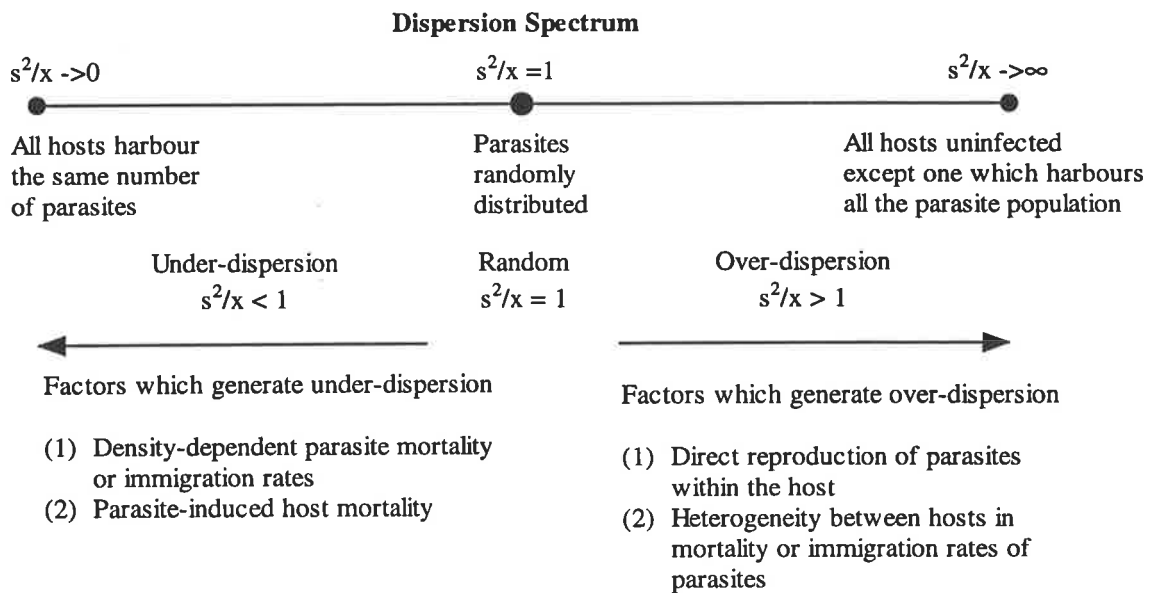 Dispersion Spectrum
s²/x ->0
s²/x =1
s²/x ->∞
All hosts harbour
the same number
of parasites
Parasites
randomly
distributed
All hosts uninfected
except one which harbours
all the parasite population
Under-dispersion
s²/x < 1
Random
s²/x = 1
Over-dispersion
s²/x > 1
Factors which generate under-dispersion
(1) Density-dependent parasite mortality
or immigration rates
(2) Parasite-induced host mortality
Factors which generate over-dispersion
(1) Direct reproduction of parasites
within the host
(2) Heterogeneity between hosts in
mortality or immigration rates of
parasites